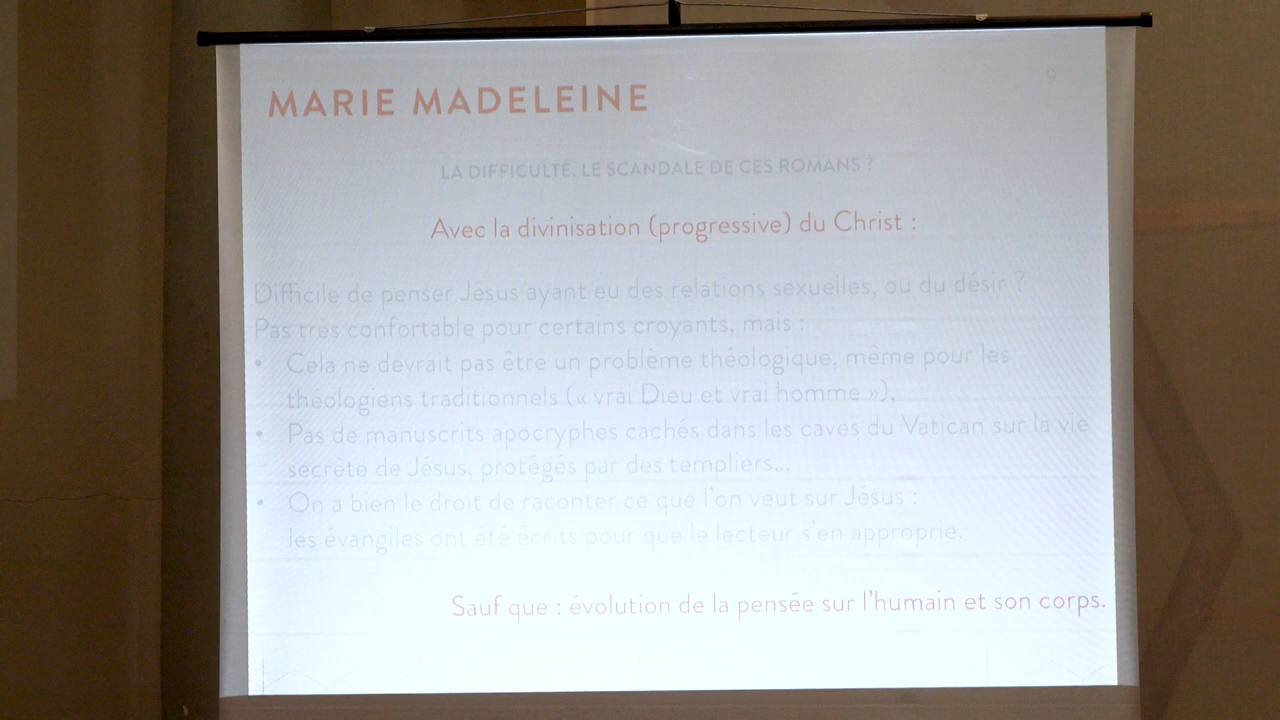 9
MARIE MADELEINE
LA DIFFICULTÉ, LE SCANDALE DE CES ROMANS ?
Avec la divinisation (progressive) du Christ :
Difficile de penser Jésus ayant eu des relations sexuelles, ou du désir ?
Pas très confortable pour certains croyants, mais :
• Cela ne devrait pas être un problème théologique, même pour les
théologiens traditionnels (« vrai Dieu et vrai homme »),
• Pas de manuscrits apocryphes cachés dans les caves du Vatican sur la vie
secrète de Jésus, protégés par des templiers...
• On a bien le droit de raconter ce que l'on veut sur Jésus :
les évangiles ont été écrits pour que le lecteur s'en approprie.
Sauf que : évolution de la pensée sur l'humain et son corps.